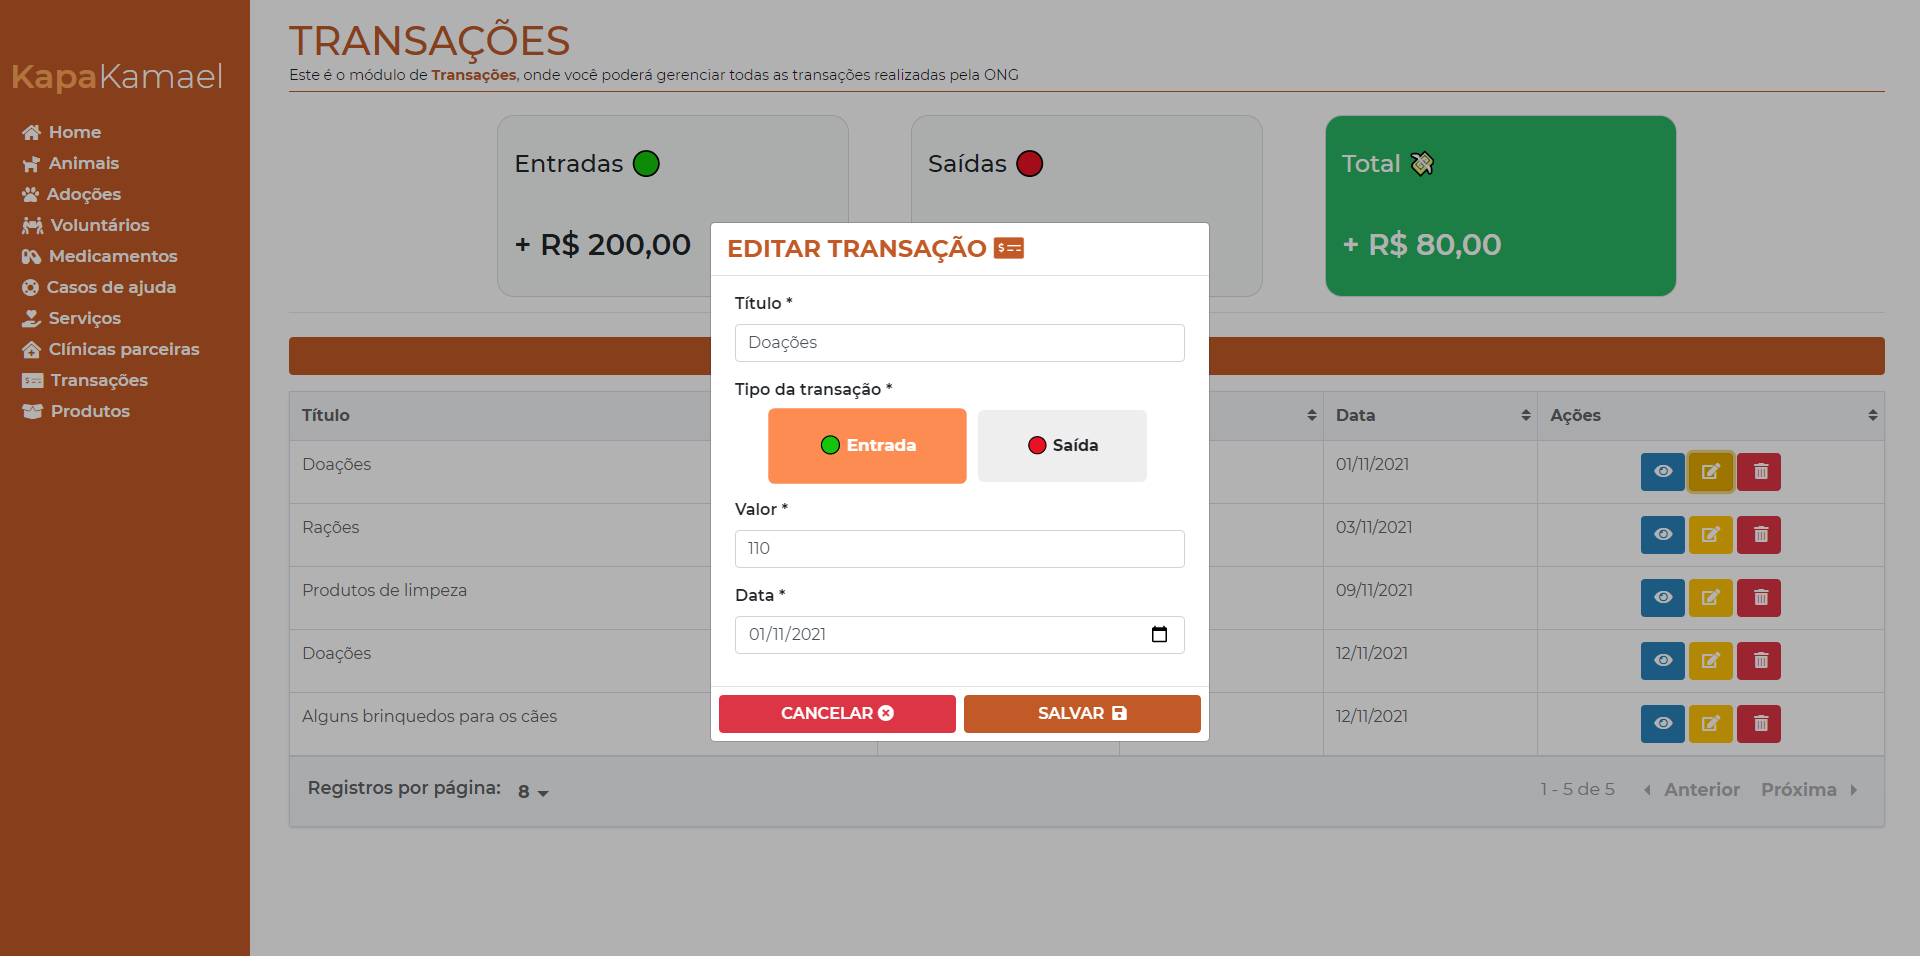 KapaKamael
Home
Animais
Adoções
Voluntários
Medicamentos
Casos de ajuda
Serviços
Clínicas parceiras
Transações
Produtos
TRANSAÇÕES
Este é o módulo de Transações, onde você poderá gerenciar todas as transações realizadas pela ONG
Entradas
+ R$ 200,00
Saídas
Total
+ R$ 80,00
EDITAR TRANSAÇÃO
Título *
Doações
Tipo da transação *
Entrada
Saída
Valor *
110
Data *
01/11/2021
CANCELAR
SALVAR
Título Data Ações
Doações 01/11/2021
Rações 03/11/2021
Produtos de limpeza 09/11/2021
Doações 12/11/2021
Alguns brinquedos para os cães 12/11/2021
Registros por página: 8
1 - 5 de 5 Anterior Próxima